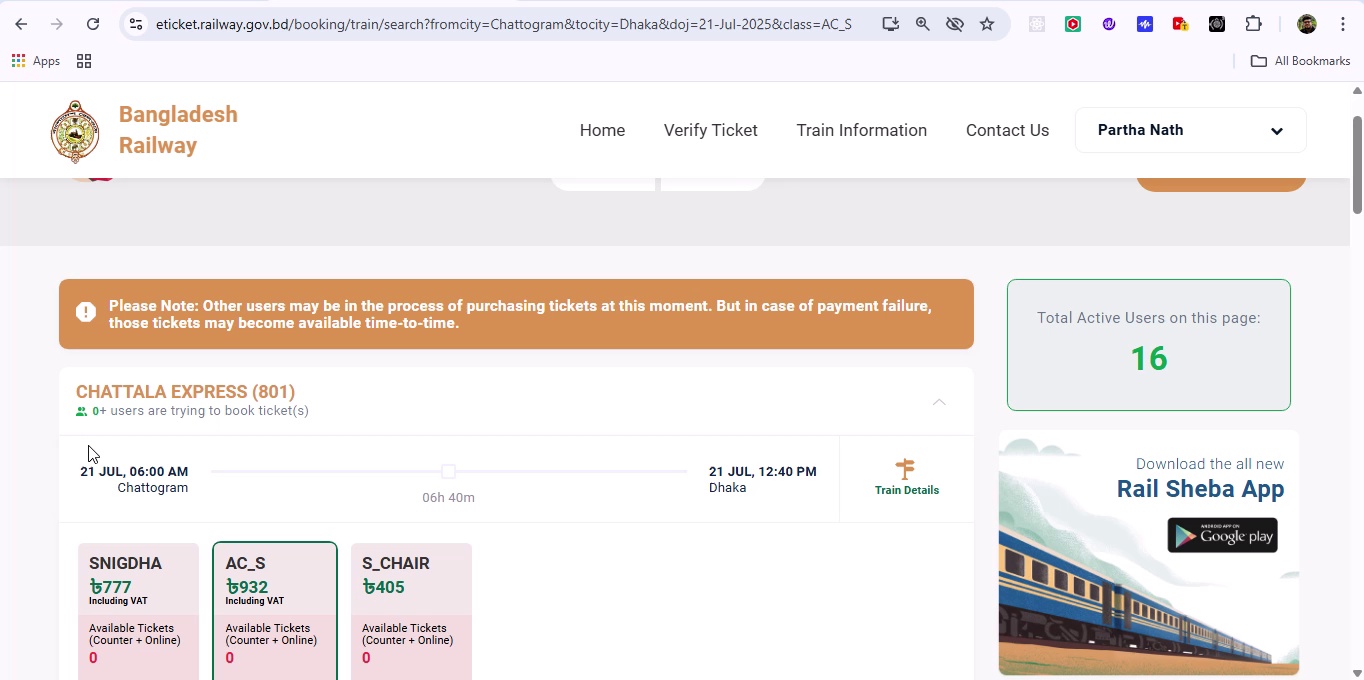 eticket.railway.gov.bd/booking/train/search?fromcity=Chattogram&tocity=Dhaka&doj=21-Jul-2025&class=AC_S
Apps
All Bookmarks
Bangladesh
Railway
Home
Verify Ticket
Train Information
Contact Us
Partha Nath
Please Note: Other users may be in the process of purchasing tickets at this moment. But in case of payment failure,
those tickets may become available time-to-time.
Total Active Users on this page:
16
CHATTALA EXPRESS (801)
0+ users are trying to book ticket(s)
21 JUL, 06:00 AM
Chattogram
06h 40m
21 JUL, 12:40 PM
Dhaka
Train Details
Download the all new
Rail Sheba App
ANDROID APP ON
Google play
SNIGDHA
৳777
Including VAT
Available Tickets
(Counter + Online)
0
AC_S
৳932
Including VAT
Available Tickets
(Counter + Online)
0
S_CHAIR
৳405
Available Tickets
(Counter + Online)
0